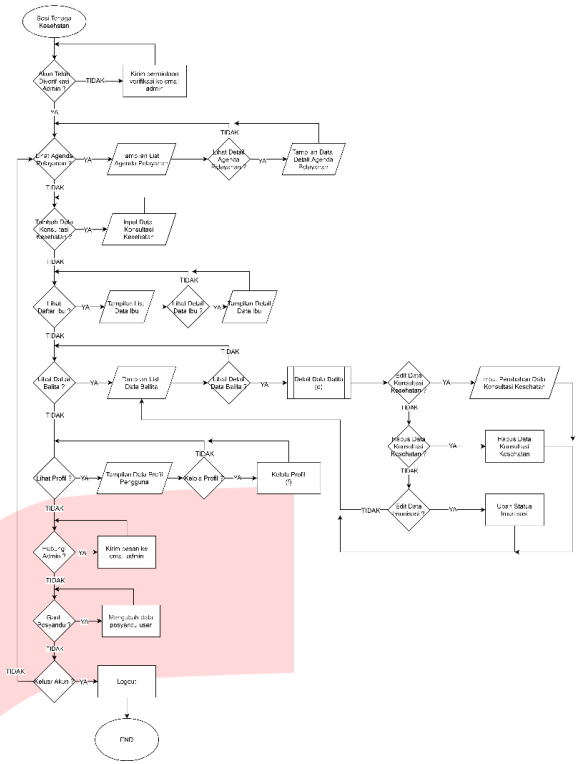 Sesi Tenaga
Kesehatan
Akun Telah
Diverifikasi
Admin ?
TIDAK
Kirim permintaan
verifikasi ke email
admin
YA
TIDAK
Lihat Agenda
Pelayanan ?
YA
Tampilan List
Agenda Pelayanan
Lihat Detail
Agenda
Pelayanan ?
YA
Tampilan Data
Detail Agenda
Pelayanan
TIDAK
Tambah Data
Konsultasi
Kesehatan ?
YA
Input Data
Konsultasi
Kesehatan
TIDAK
TIDAK
Lihat
Daftar Ibu ?
YA
Tampilan List
Data Ibu
Lihat Detail
Data Ibu ?
YA
Tampilan Detail
Data Ibu
TIDAK
TIDAK
Lihat Daftar
Balita ?
YA
Tampilan List
Data Balita
Lihat Detail
Data Balita ?
YA
Detail Data Balita
(d)
Edit Data
Konsultasi
Kesehatan ?
YA
Input Perubahan Data
Konsultasi Kesehatan
TIDAK
TIDAK
Hapus Data
Konsultasi
Kesehatan ?
YA
Hapus Data
Konsultasi
Kesehatan
TIDAK
TIDAK
Lihat Profil ?
YA
Tampilan Data Profil
Pengguna
Kelola Profil ?
YA
Kelola Profil
(f)
TIDAK
Edit Data
Imunisasi ?
YA
Ubah Status
Imunisasi
TIDAK
Hubungi
Admin ?
YA
Kirim pesan ke
email admin
TIDAK
Ganti
Posyandu ?
YA
Mengubah data
posyandu user
TIDAK
TIDAK
Keluar Akun ?
YA
Logout
END